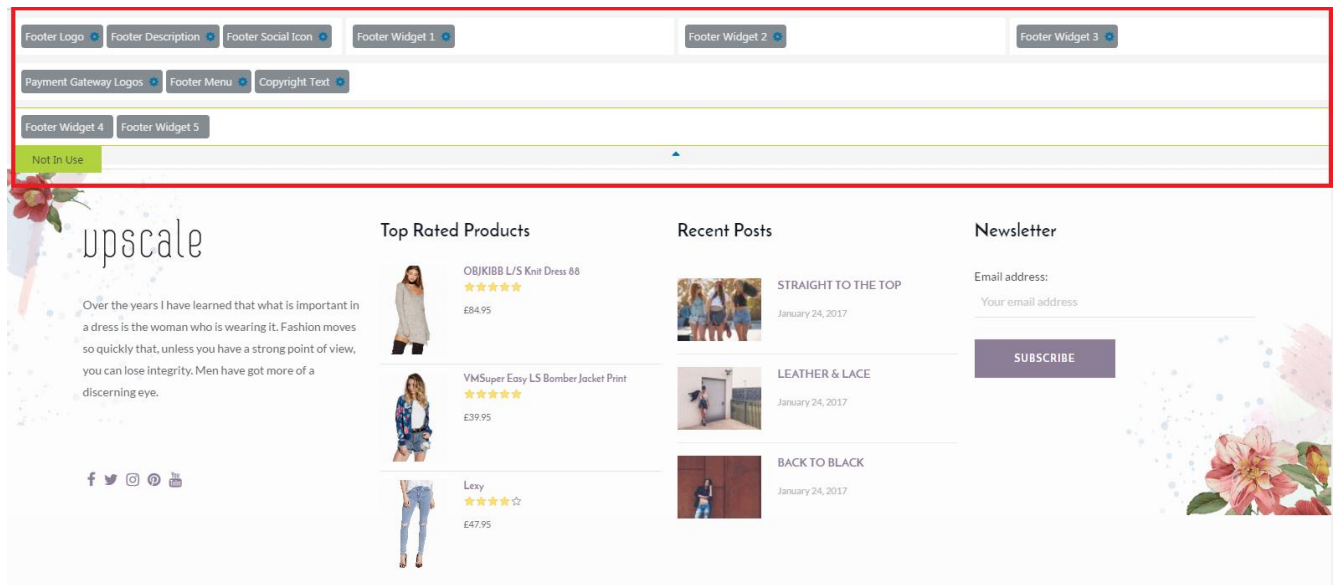 Footer Logo Footer Description Footer Social Icon Footer Widget 1 Footer Widget 2 Footer Widget 3
Payment Gateway Logos Footer Menu Copyright Text
Footer Widget 4 Footer Widget 5
Not In Use
upscale
Over the years I have learned that what is important in
a dress is the woman who is wearing it. Fashion moves
so quickly that, unless you have a strong point of view,
you can lose integrity. Men have got more of a
discerning eye.
Top Rated Products
OBJKIBB L/S Knit Dress 88
£84.95
VMSuper Easy LS Bomber Jacket Print
£39.95
Lexy
£47.95
Recent Posts
STRAIGHT TO THE TOP
January 24, 2017
LEATHER & LACE
January 24, 2017
BACK TO BLACK
January 24, 2017
Newsletter
Email address:
Your email address
SUBSCRIBE